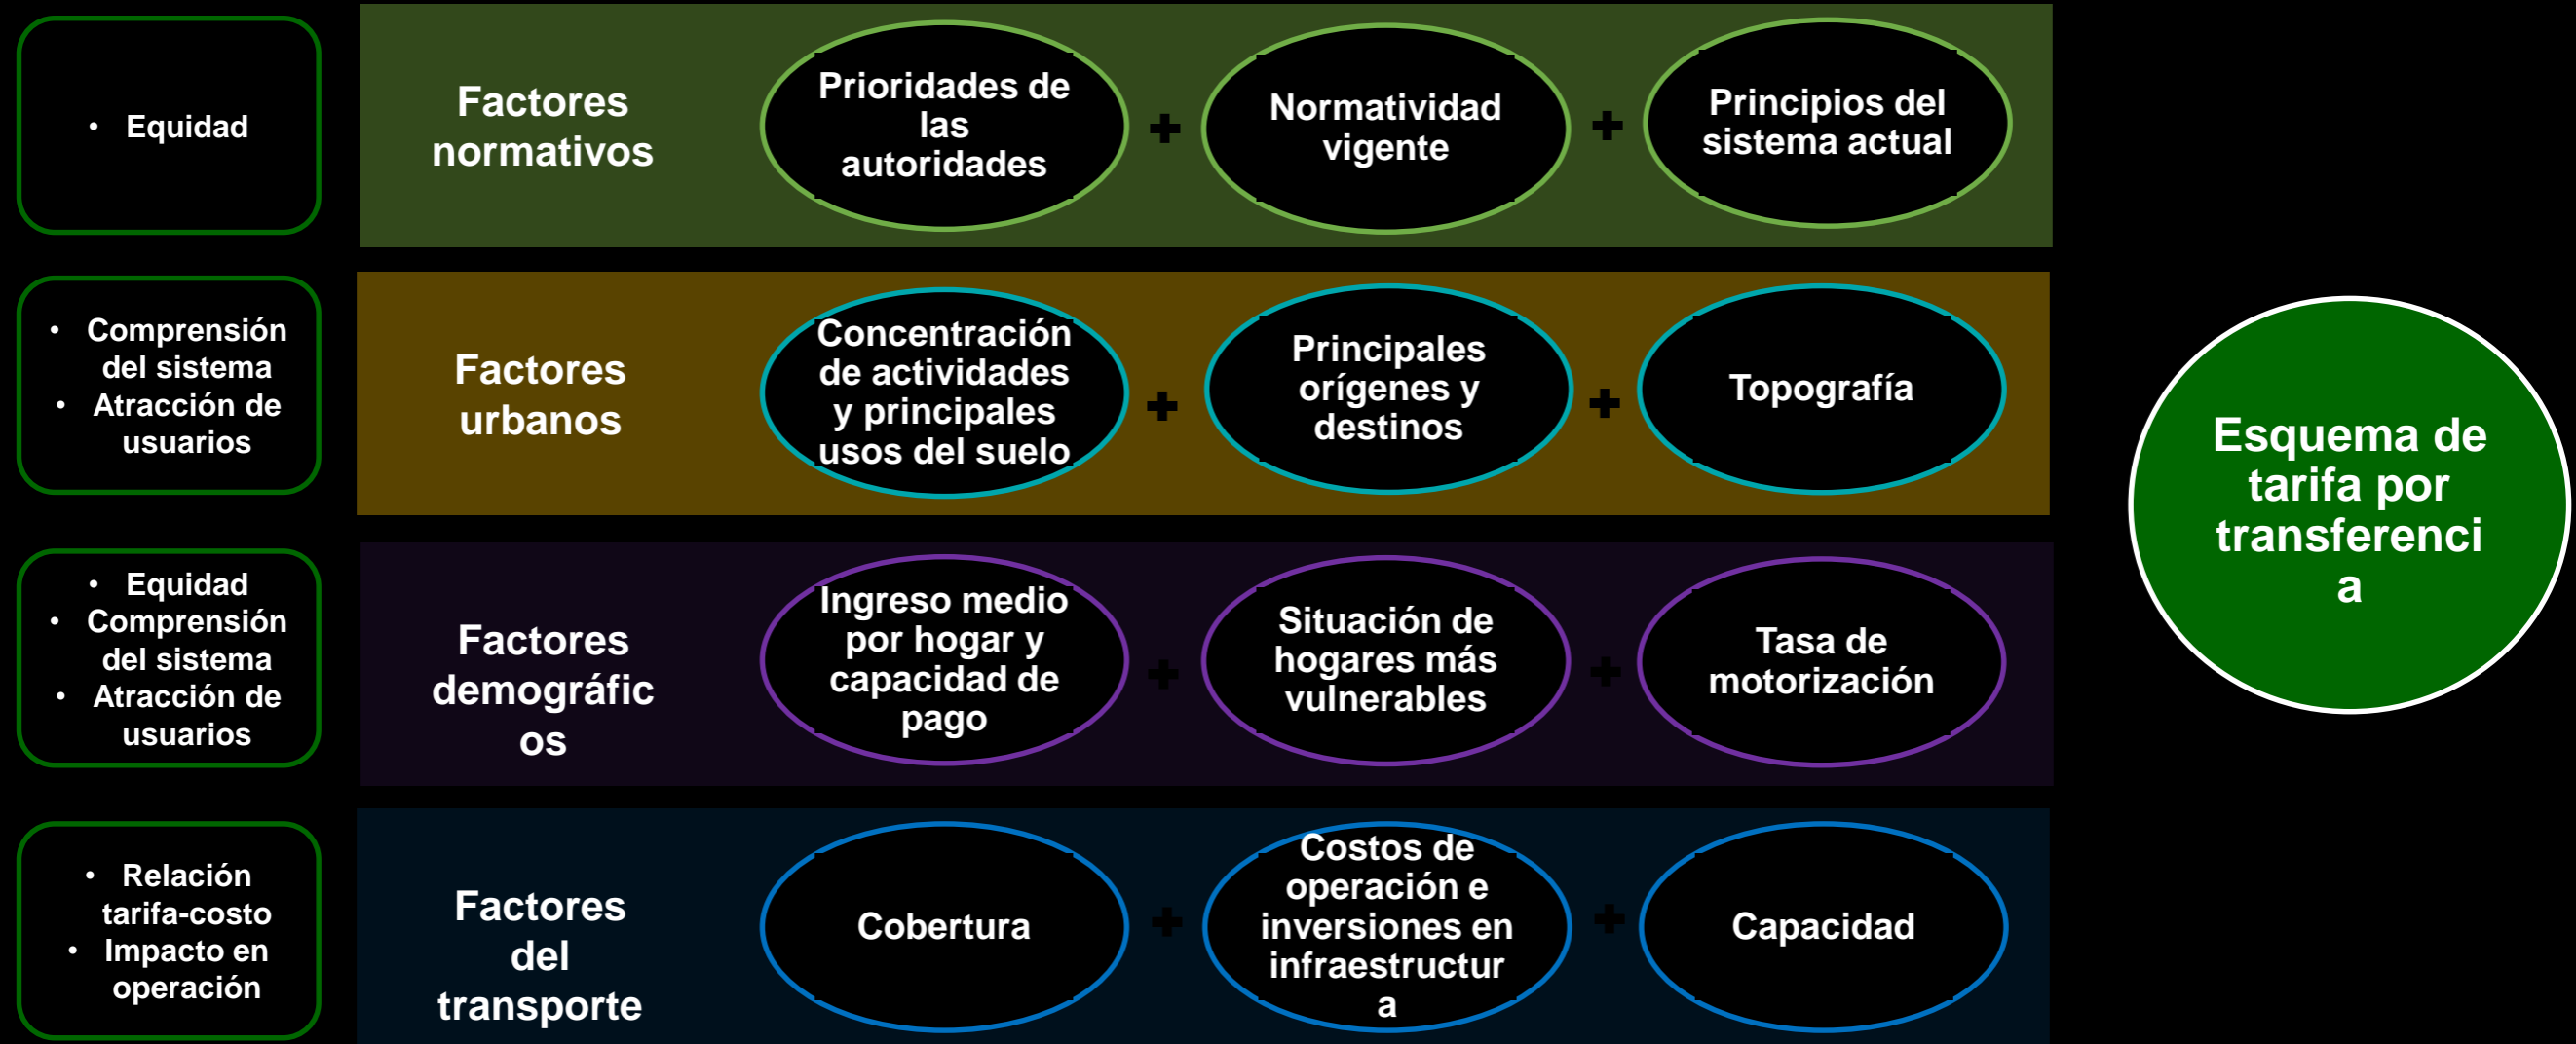 • Equidad
Factores
normativos
Prioridades de
las
autoridades
+
Normatividad
vigente
+
Principios del
sistema actual
• Comprensión
del sistema
• Atracción de
usuarios
Factores
urbanos
Concentración
de actividades
y principales
usos del suelo
+
Principales
orígenes y
destinos
+
Topografía
• Equidad
• Comprensión
del sistema
• Atracción de
usuarios
Factores
demográfic
os
Ingreso medio
por hogar y
capacidad de
pago
+
Situación de
hogares más
vulnerables
+
Tasa de
motorización
• Relación
tarifa-costo
• Impacto en
operación
Factores
del
transporte
Cobertura
+
Costos de
operación e
inversiones en
infraestructur
a
+
Capacidad
Esquema de
tarifa por
transferenci
a